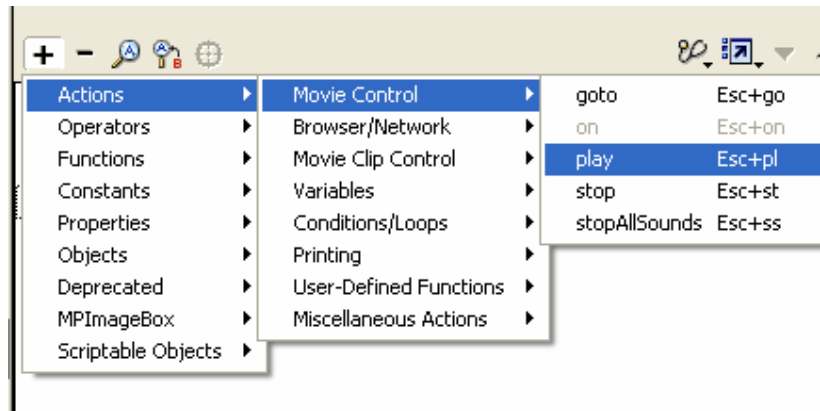 Actions
Operators
Functions
Constants
Properties
Objects
Deprecated
MPImageBox
Scriptable Objects
Movie Control
Browser/Network
Movie Clip Control
Variables
Conditions/Loops
Printing
User-Defined Functions
Miscellaneous Actions
goto Esc+go
on Esc+on
play Esc+pl
stop Esc+st
stopAllSounds Esc+ss